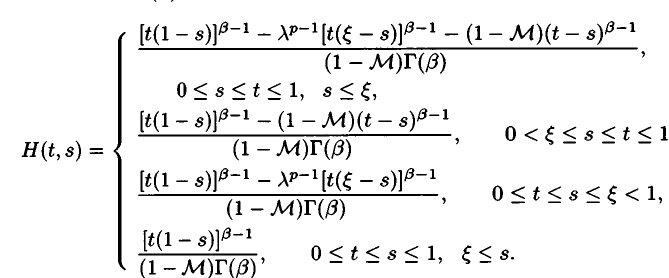 [t(1 − s)]^{β−1} − λ^{p−1}[t(ξ − s)]^{β−1} − (1 − ℳ)(t − s)^{β−1}
(1 − ℳ)Γ(β) ,
0 ≤ s ≤ t ≤ 1, s ≤ ξ,
[t(1 − s)]^{β−1} − (1 − ℳ)(t − s)^{β−1}
H(t, s) = { (1 − ℳ)Γ(β) , 0 < ξ ≤ s ≤ t ≤ 1
[t(1 − s)]^{β−1} − λ^{p−1}[t(ξ − s)]^{β−1}
(1 − ℳ)Γ(β) , 0 ≤ t ≤ s ≤ ξ < 1,
[t(1 − s)]^{β−1}
(1 − ℳ)Γ(β) , 0 ≤ t ≤ s ≤ 1, ξ ≤ s.